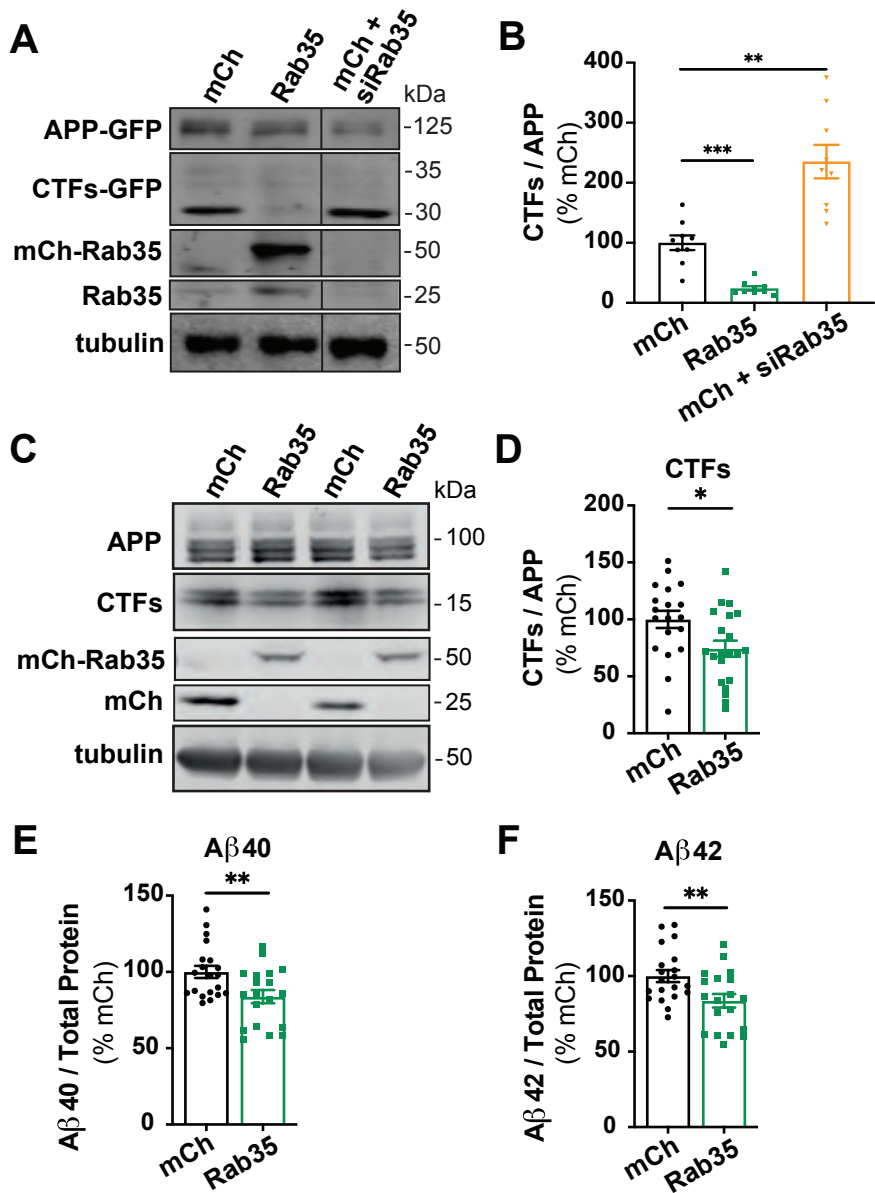 A
mCh
Rab35
mCh +
siRab35
kDa
APP-GFP
-125
CTFs-GFP
-35
-30
mCh-Rab35
-50
Rab35
-25
tubulin
-50
B
CTFs / APP
(% mCh)
400
300
200
100
0
**
***
mCh
Rab35
mCh + siRab35
C
mCh
Rab35
mCh
Rab35
kDa
APP
-100
CTFs
-15
mCh-Rab35
-50
mCh
-25
tubulin
-50
D
CTFs
*
CTFs / APP
(% mCh)
200
150
100
50
0
mCh
Rab35
E
Aβ40
**
Aβ40 / Total Protein
(% mCh)
150
100
50
0
mCh
Rab35
F
Aβ42
**
Aβ42 / Total Protein
(% mCh)
150
100
50
0
mCh
Rab35